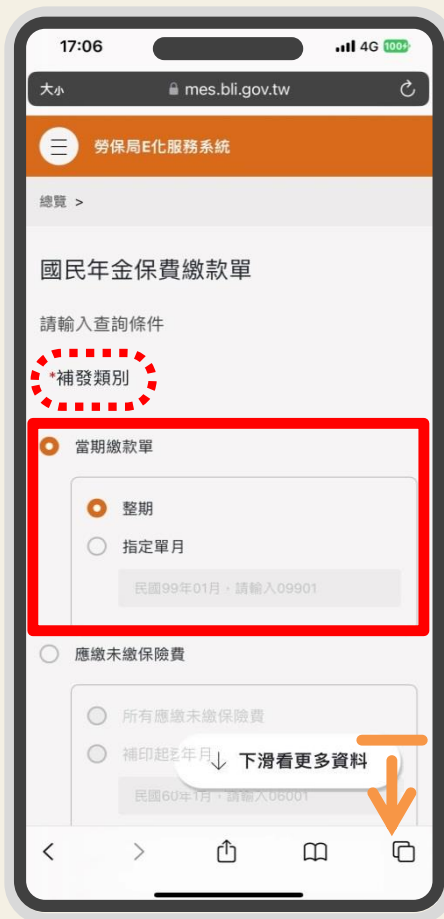 17:06
4G 100+
大小 mes.bli.gov.tw
勞保局E化服務系統
總覽 >
國民年金保費繳款單
請輸入查詢條件
*補發類別
當期繳款單
整期
指定單月
民國99年01月，請輸入09901
應繳未繳保險費
所有應繳未繳保險費
補印起迄年月
↓ 下滑看更多資料
民國60年1月，請輸入06001